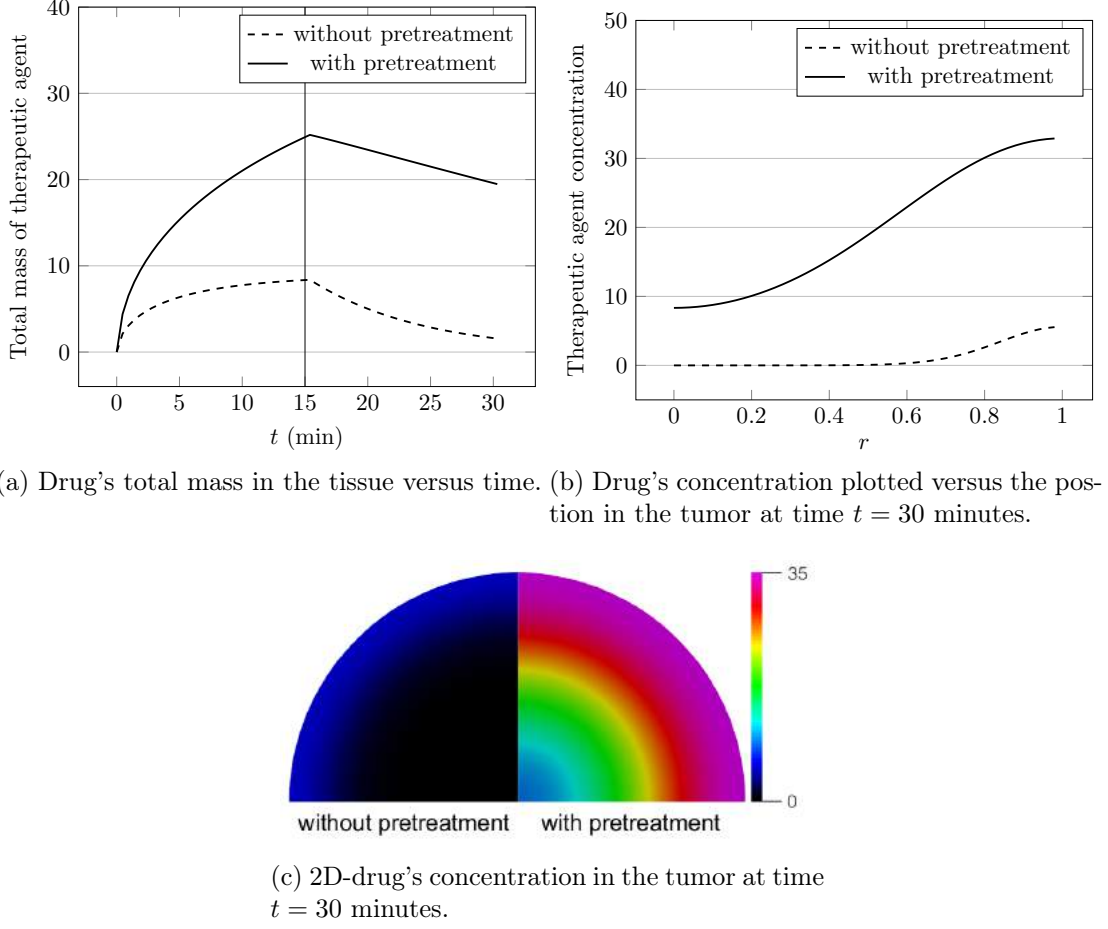 40
30
20
10
0
0 5 10 15 20 25 30
t (min)
Total mass of therapeutic agent
without pretreatment
with pretreatment
50
40
30
20
10
0
0 0.2 0.4 0.6 0.8 1
r
Therapeutic agent concentration
without pretreatment
with pretreatment
a) Drug's total mass in the tissue versus time.
(b) Drug's concentration plotted versus the pos-
tion in the tumor at time t = 30 minutes.
35
0
without pretreatment
with pretreatment
(c) 2D-drug's concentration in the tumor at time
t = 30 minutes.